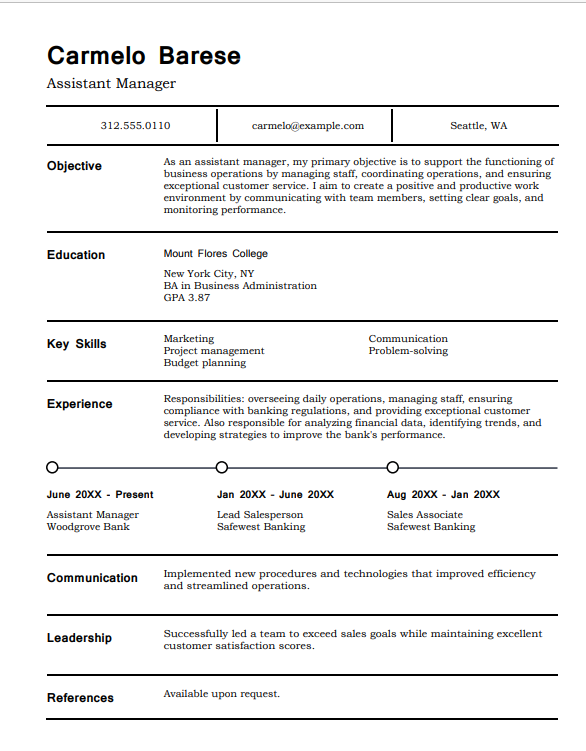 Carmelo Barese
Assistant Manager
312.555.0110
carmelo@example.com
Seattle, WA
Objective
As an assistant manager, my primary objective is to support the functioning of
business operations by managing staff, coordinating operations, and ensuring
exceptional customer service. I aim to create a positive and productive work
environment by communicating with team members, setting clear goals, and
monitoring performance.
Education
Mount Flores College
New York City, NY
BA in Business Administration
GPA 3.87
Key Skills
Marketing
Project management
Budget planning
Communication
Problem-solving
Experience
Responsibilities: overseeing daily operations, managing staff, ensuring
compliance with banking regulations, and providing exceptional customer
service. Also responsible for analyzing financial data, identifying trends, and
developing strategies to improve the bank's performance.
June 20XX - Present
Assistant Manager
Woodgrove Bank
Jan 20XX - June 20XX
Lead Salesperson
Safewest Banking
Aug 20XX - Jan 20XX
Sales Associate
Safewest Banking
Communication
Implemented new procedures and technologies that improved efficiency
and streamlined operations.
Leadership
Successfully led a team to exceed sales goals while maintaining excellent
customer satisfaction scores.
References
Available upon request.